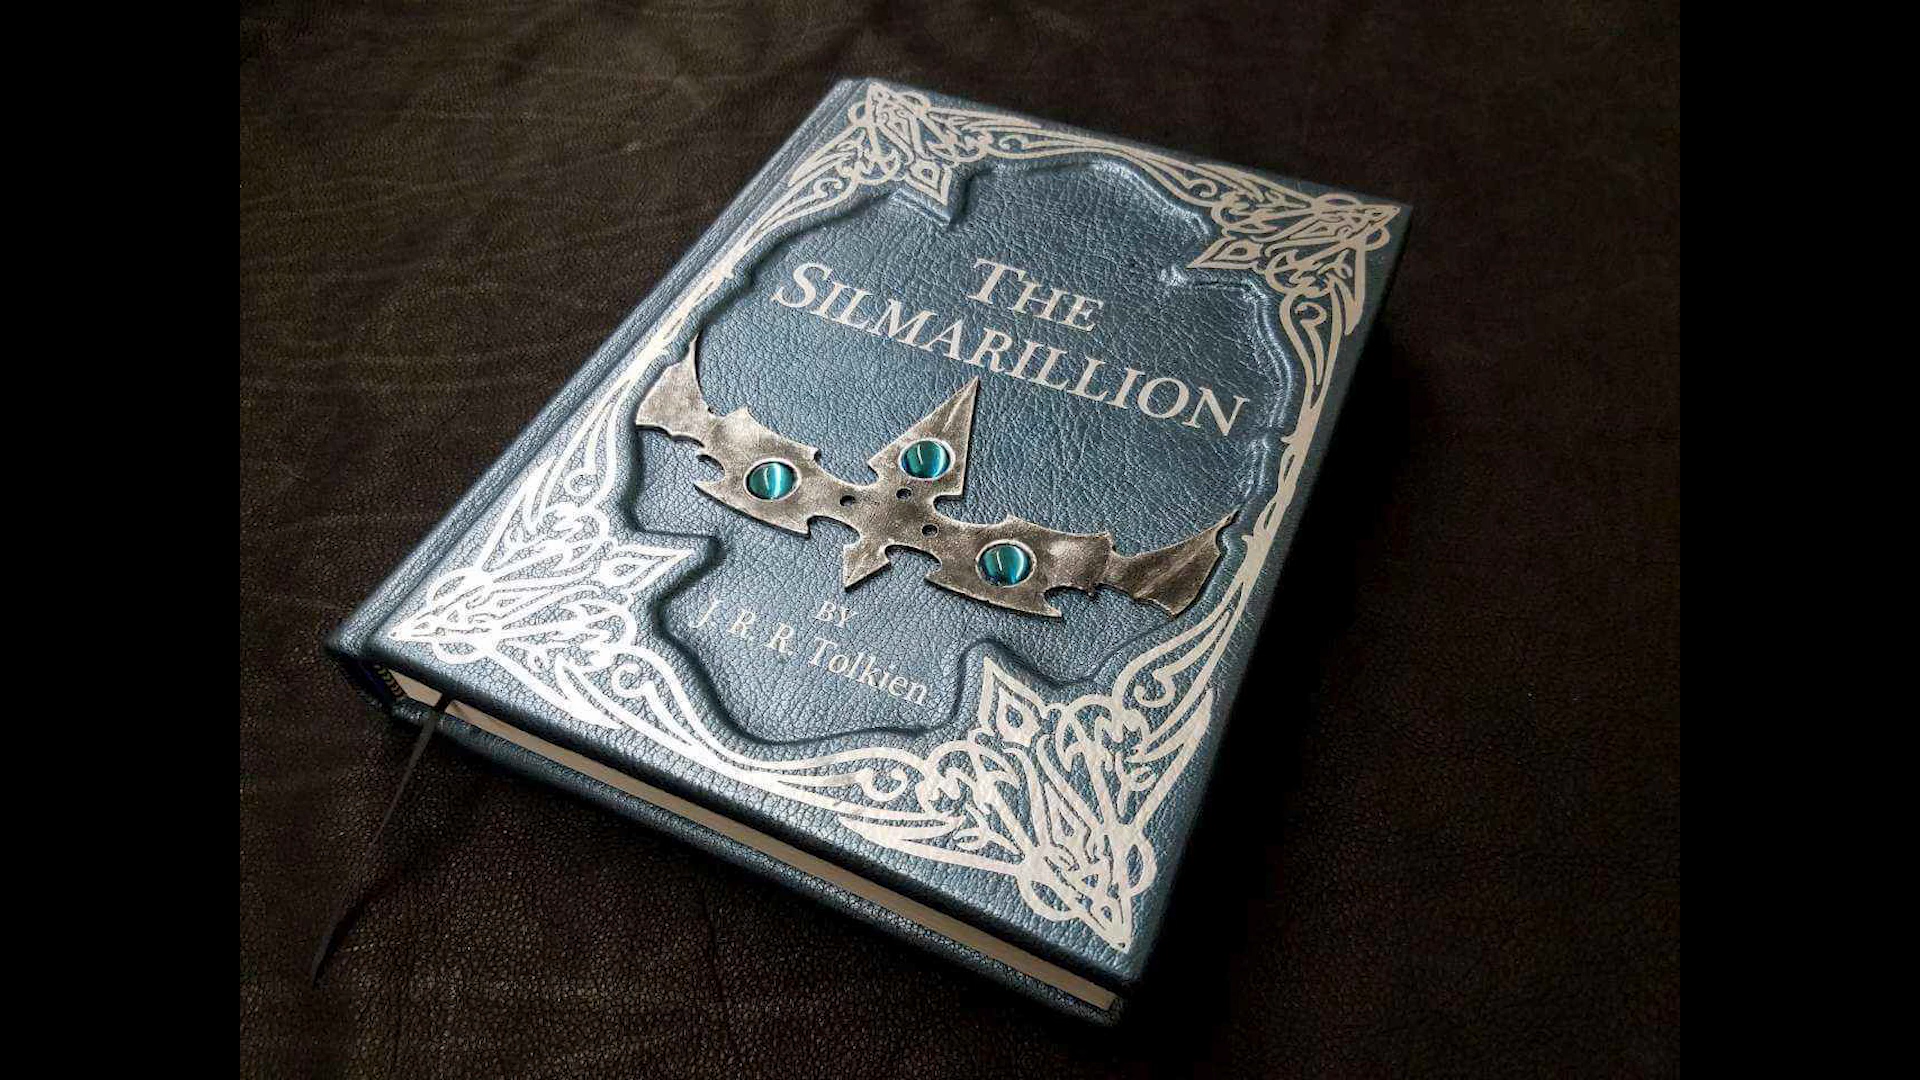 THE
SILMARILLION
BY
J. R. R. Tolkien